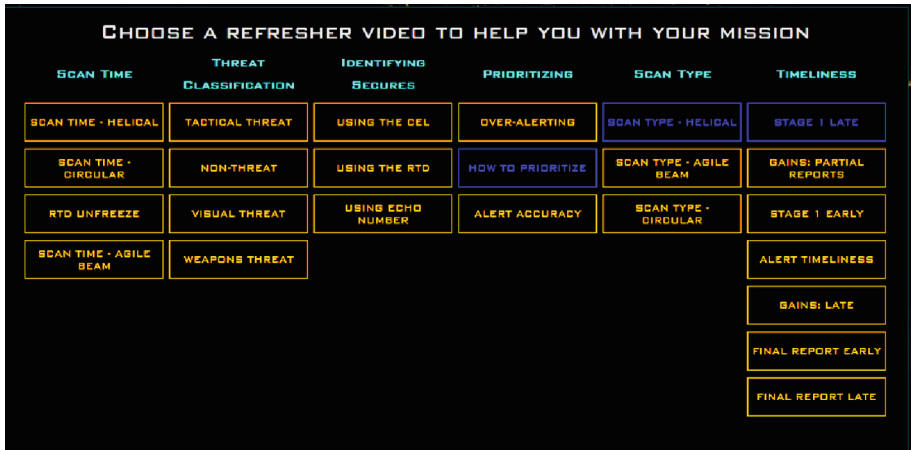 Choose a refresher video to help you with your mission
Scan Time
Threat
Classification
Identifying
Secures
Prioritizing
Scan Type
Timeliness
Scan Time - Helical
Tactical Threat
Using the CEL
Over-Alerting
Scan Type - Helical
Stage 1 Late
Scan Time -
Circular
Non-Threat
Using the RTD
How to Prioritize
Scan Type - Agile
Beam
Gains: Partial
Reports
RTD Unfreeze
Visual Threat
Using Echo
Number
Alert Accuracy
Scan Type -
Circular
Stage 1 Early
Scan Time - Agile
Beam
Weapons Threat
Alert Timeliness
Gains: Late
Final Report Early
Final Report Late